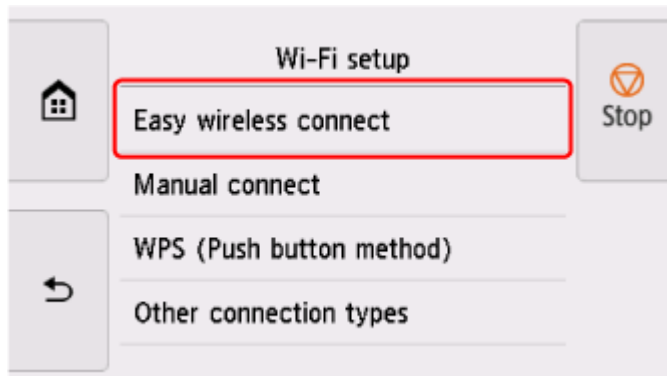 Wi-Fi setup
Easy wireless connect
Stop
Manual connect
WPS (Push button method)
Other connection types